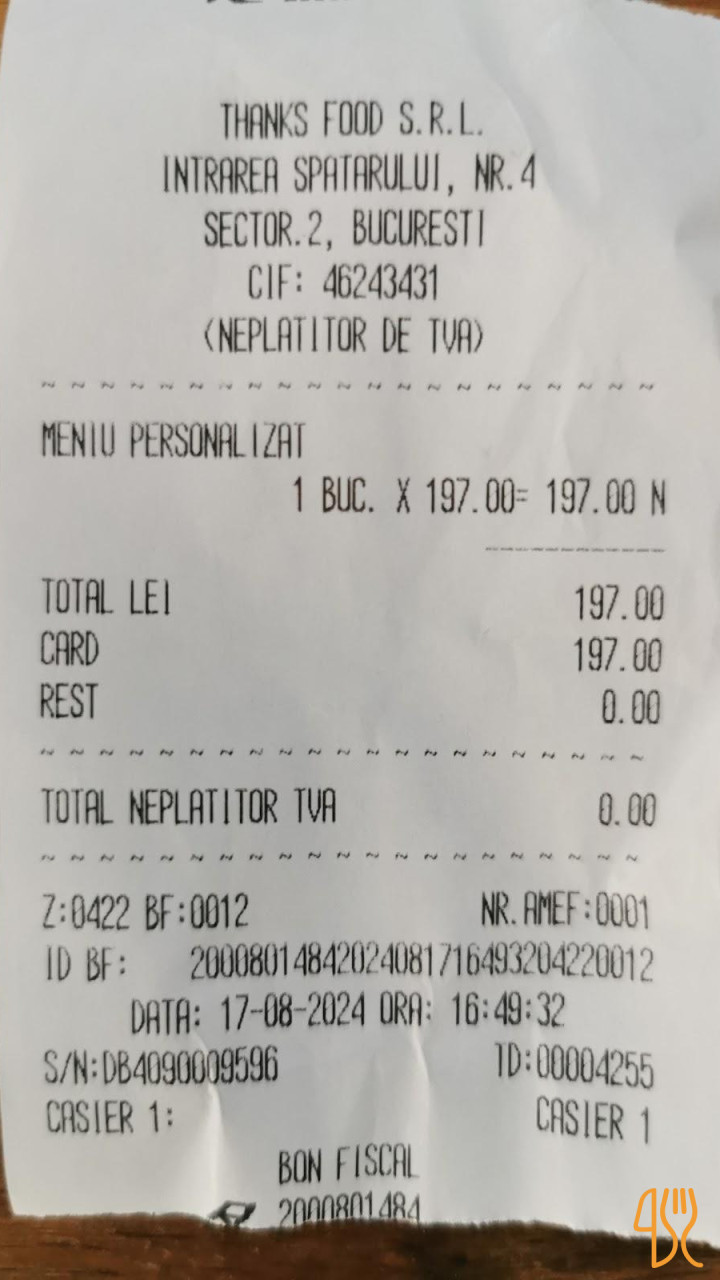 THANKS FOOD S.R.L.
INTRAREA SPATARULUI, NR.4
SECTOR.2, BUCURESTI
CIF: 46243431
(NEPLATITOR DE TVA)
~ ~ ~ ~ ~ ~ ~ ~ ~ ~ ~ ~ ~ ~ ~ ~ ~ ~ ~ ~ ~
MENIU PERSONALIZAT
1 BUC. X 197.00= 197.00 N
------------
TOTAL LEI 197.00
CARD 197.00
REST 0.00
~ ~ ~ ~ ~ ~ ~ ~ ~ ~ ~ ~ ~ ~ ~ ~ ~ ~ ~ ~ ~
TOTAL NEPLATITOR TVA 0.00
~ ~ ~ ~ ~ ~ ~ ~ ~ ~ ~ ~ ~ ~ ~ ~ ~ ~ ~ ~ ~
Z:0422 BF:0012 NR.AMEF:0001
ID BF: 20008014842024081716493204220012
DATA: 17-08-2024 ORA: 16:49:32
S/N:DB4090009596 TD:00004255
CASIER 1: CASIER 1
BON FISCAL
2000801484